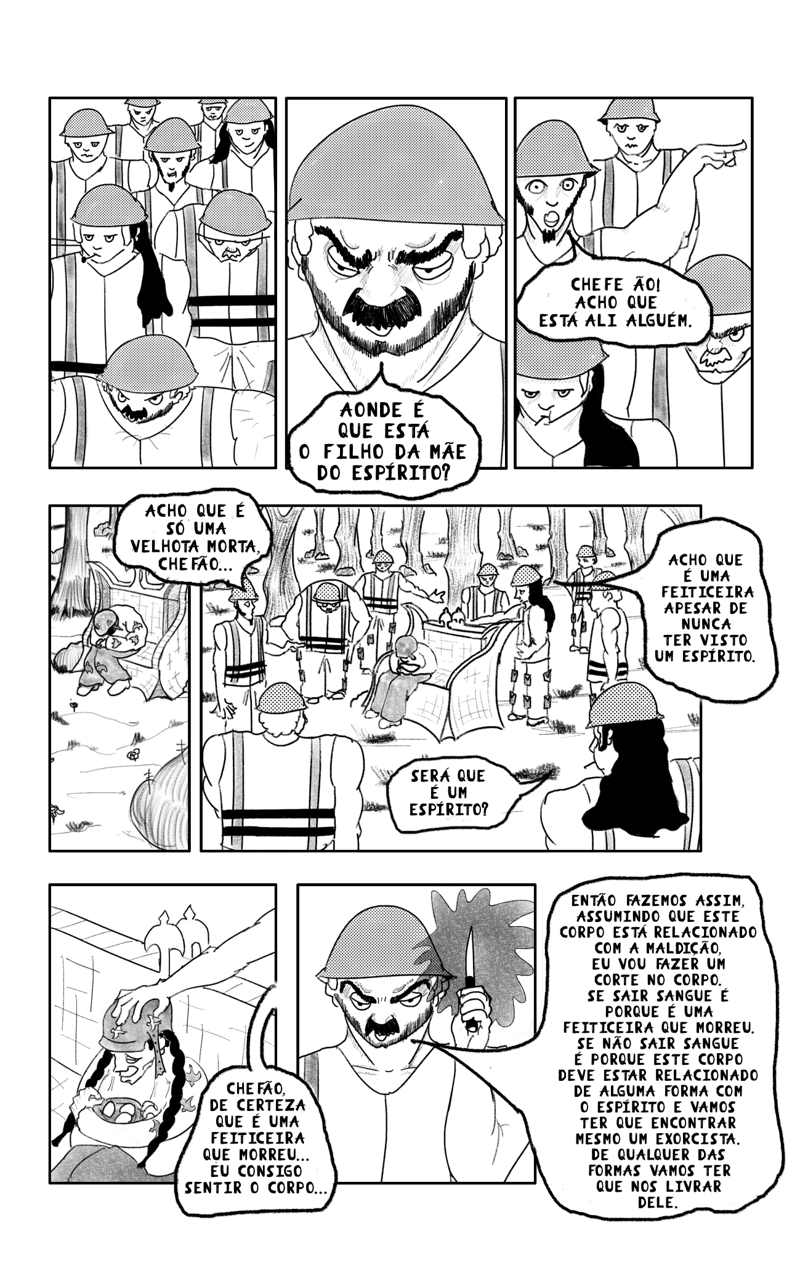 AONDE É
QUE ESTÁ
O FILHO DA MÃE
DO ESPÍRITO?
CHEFE ÃO!
ACHO QUE
ESTÁ ALI ALGUÉM.
ACHO QUE É
SÓ UMA
VELHOTA MORTA,
CHEFÃO...
ACHO QUE
É UMA
FEITICEIRA
APESAR DE
NUNCA
TER VISTO
UM ESPÍRITO.
SERÁ QUE
É UM
ESPÍRITO?
CHEFÃO,
DE CERTEZA
QUE É UMA
FEITICEIRA
QUE MORREU...
EU CONSIGO
SENTIR O CORPO...
ENTÃO FAZEMOS ASSIM,
ASSUMINDO QUE ESTE
CORPO ESTÁ RELACIONADO
COM A MALDIÇÃO,
EU VOU FAZER UM
CORTE NO CORPO.
SE SAIR SANGUE É
PORQUE É UMA
FEITICEIRA QUE MORREU.
SE NÃO SAIR SANGUE
É PORQUE ESTE CORPO
DEVE ESTAR RELACIONADO
DE ALGUMA FORMA COM
O ESPÍRITO E VAMOS
TER QUE ENCONTRAR
MESMO UM EXORCISTA.
DE QUALQUER DAS
FORMAS VAMOS TER
QUE NOS LIVRAR
DELE.